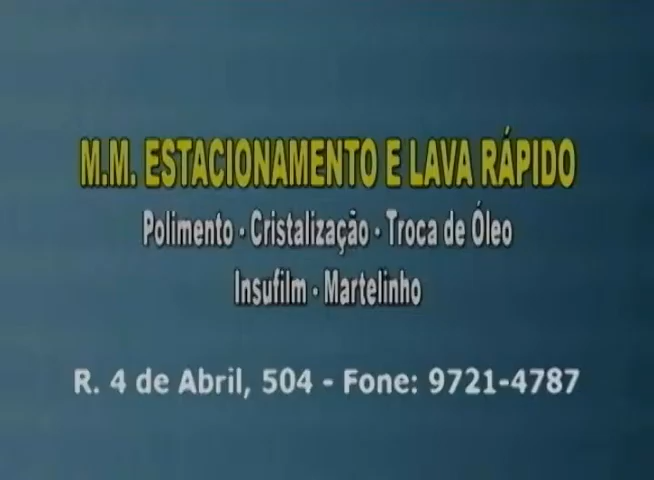 M.M. ESTACIONAMENTO E LAVA RÁPIDO
Polimento - Cristalização - Troca de Óleo
Insufilm - Martelinho
R. 4 de Abril, 504 - Fone: 9721-4787